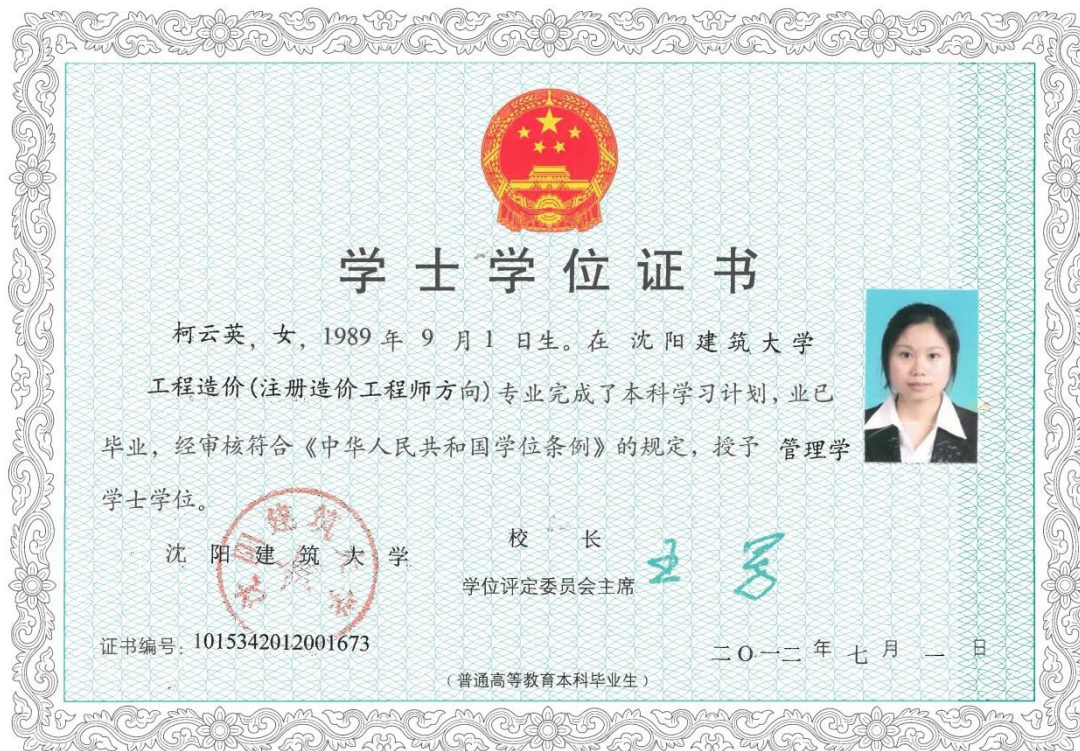 学士学位证书
柯云英，女，1989年9月1日生。在 沈阳建筑大学
工程造价(注册造价工程师方向)专业完成了本科学习计划，业已
毕业，经审核符合《中华人民共和国学位条例》的规定，授予 管理学
学士学位。
沈阳建筑大学
校长
学位评定委员会主席
证书编号：1015342012001673
二O一二年七月一日
（普通高等教育本科毕业生）